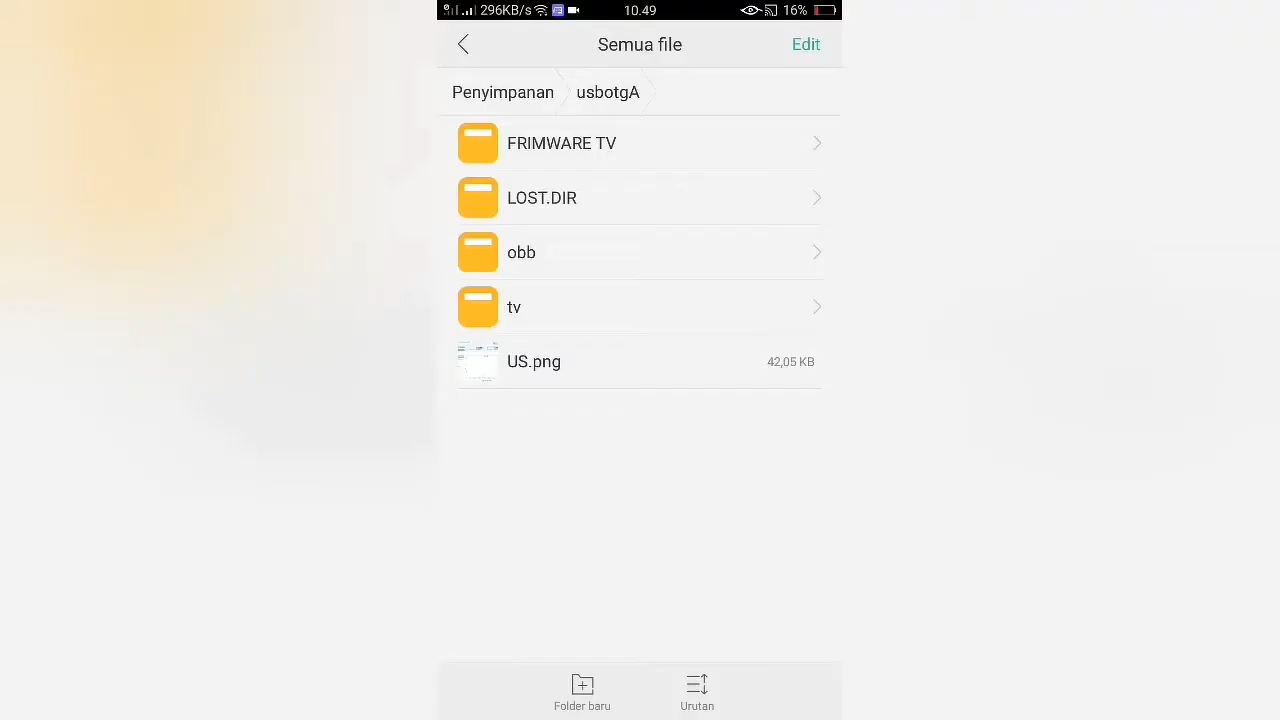 296KB/s 10.49 16%
Semua file Edit
Penyimpanan usbotgA
FRIMWARE TV
LOST.DIR
obb
tv
US.png 42,05 KB
Folder baru Urutan